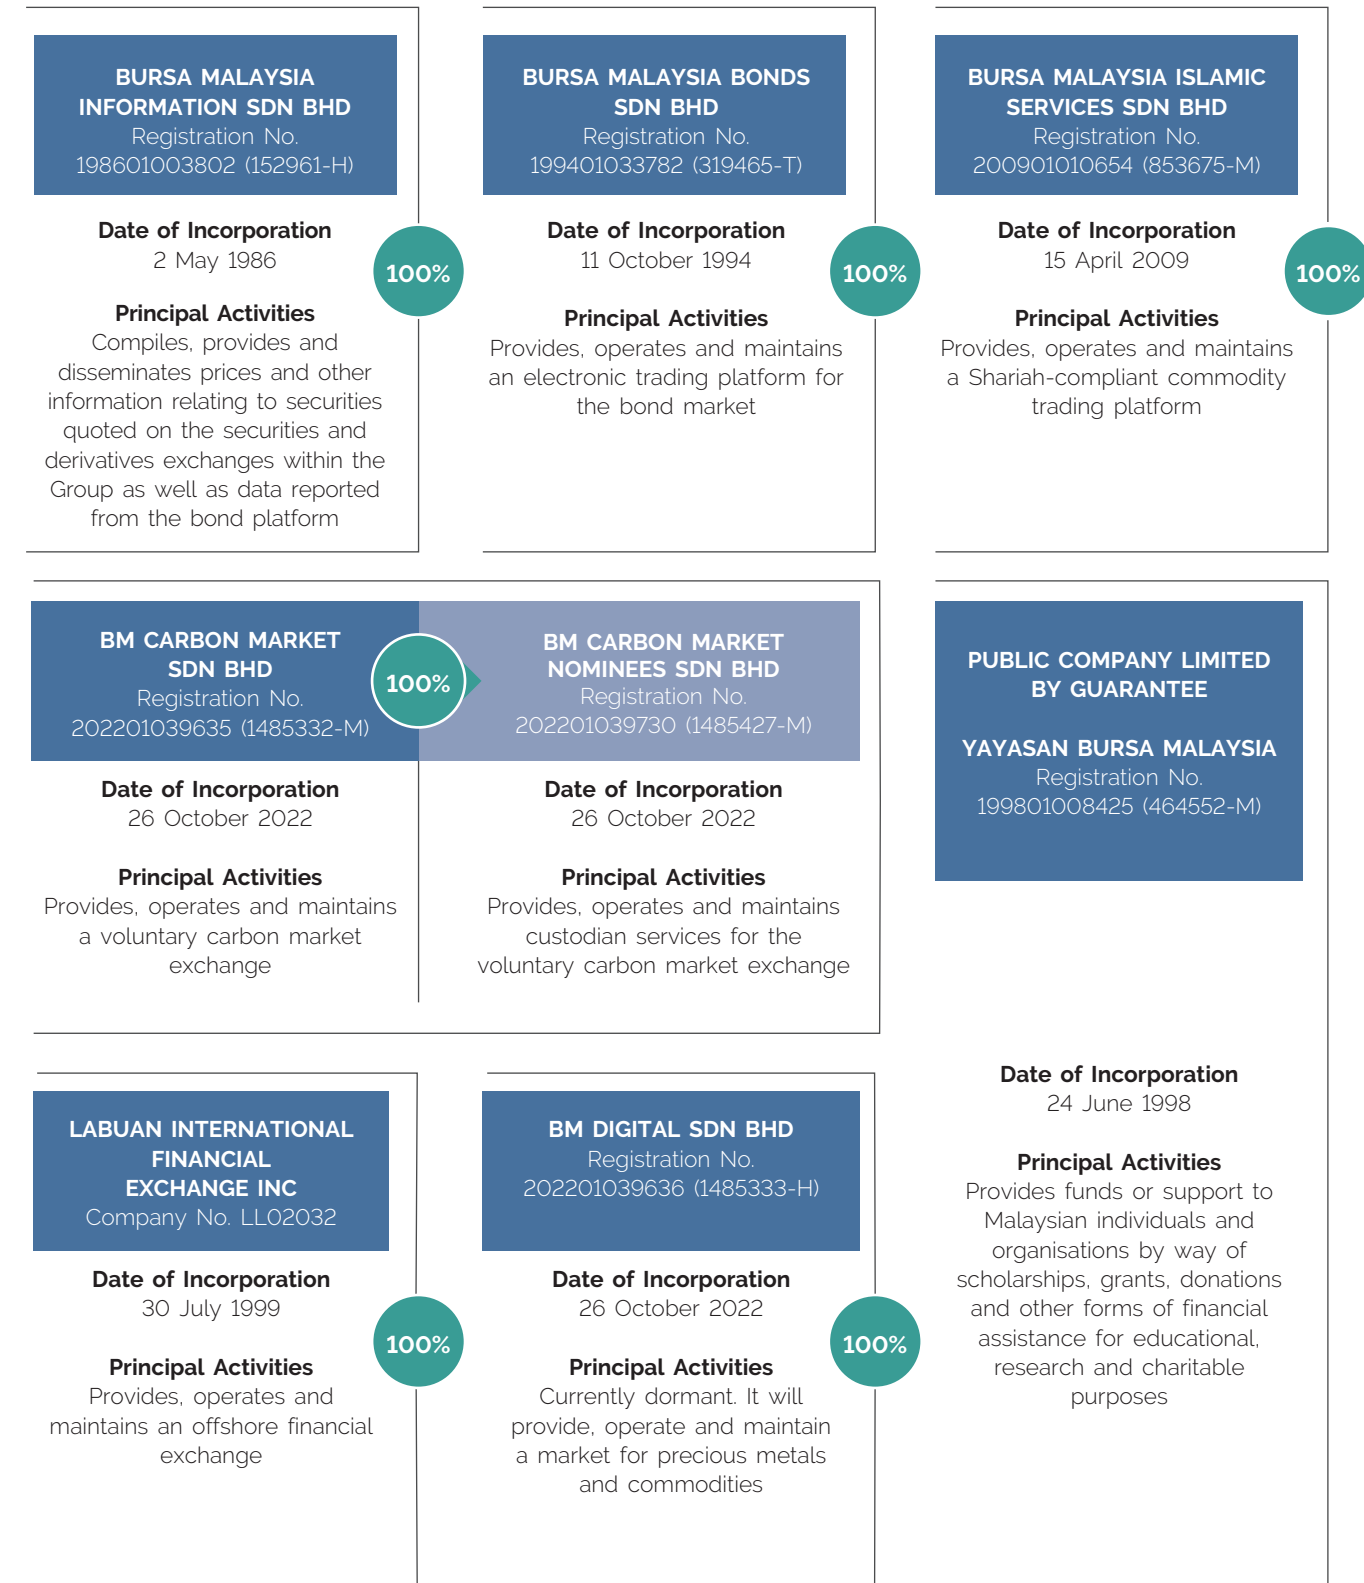 BURSA MALAYSIA
INFORMATION SDN BHD
Registration No.
198601003802 (152961-H)
Date of Incorporation
2 May 1986
100%
Principal Activities
Compiles, provides and
disseminates prices and other
information relating to securities
quoted on the securities and
derivatives exchanges within the
Group as well as data reported
from the bond platform
BURSA MALAYSIA BONDS
SDN BHD
Registration No.
199401033782 (319465-T)
Date of Incorporation
11 October 1994
100%
Principal Activities
Provides, operates and maintains
an electronic trading platform for
the bond market
BURSA MALAYSIA ISLAMIC
SERVICES SDN BHD
Registration No.
200901010654 (853675-M)
Date of Incorporation
15 April 2009
100%
Principal Activities
Provides, operates and maintains
a Shariah-compliant commodity
trading platform
BM CARBON MARKET
SDN BHD
Registration No.
202201039635 (1485332-M)
100%
Date of Incorporation
26 October 2022
Principal Activities
Provides, operates and maintains
a voluntary carbon market
exchange
BM CARBON MARKET
NOMINEES SDN BHD
Registration No.
202201039730 (1485427-M)
Date of Incorporation
26 October 2022
Principal Activities
Provides, operates and maintains
custodian services for the
voluntary carbon market exchange
PUBLIC COMPANY LIMITED
BY GUARANTEE
YAYASAN BURSA MALAYSIA
Registration No.
199801008425 (464552-M)
Date of Incorporation
24 June 1998
Principal Activities
Provides funds or support to
Malaysian individuals and
organisations by way of
scholarships, grants, donations
and other forms of financial
assistance for educational,
research and charitable
purposes
LABUAN INTERNATIONAL
FINANCIAL
EXCHANGE INC
Company No. LL02032
Date of Incorporation
30 July 1999
100%
Principal Activities
Provides, operates and
maintains an offshore financial
exchange
BM DIGITAL SDN BHD
Registration No.
202201039636 (1485333-H)
Date of Incorporation
26 October 2022
100%
Principal Activities
Currently dormant. It will
provide, operate and maintain
a market for precious metals
and commodities